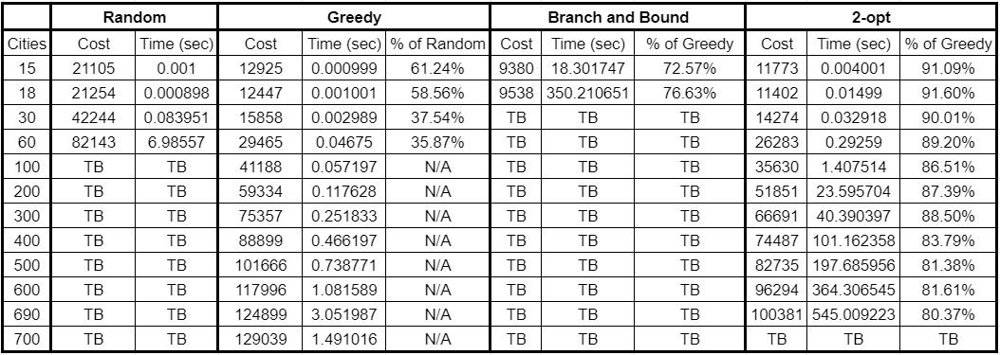 Random Greedy Branch and Bound 2-opt
Cities Cost Time (sec) Cost Time (sec) % of Random Cost Time (sec) % of Greedy Cost Time (sec) % of Greedy
15 21105 0.001 12925 0.000999 61.24% 9380 18.301747 72.57% 11773 0.004001 91.09%
18 21254 0.000898 12447 0.001001 58.56% 9538 350.210651 76.63% 11402 0.01499 91.60%
30 42244 0.083951 15858 0.002989 37.54% TB TB TB 14274 0.032918 90.01%
60 82143 6.98557 29465 0.04675 35.87% TB TB TB 26283 0.29259 89.20%
100 TB TB 41188 0.057197 N/A TB TB TB 35630 1.407514 86.51%
200 TB TB 59334 0.117628 N/A TB TB TB 51851 23.595704 87.39%
300 TB TB 75357 0.251833 N/A TB TB TB 66691 40.390397 88.50%
400 TB TB 88899 0.466197 N/A TB TB TB 74487 101.162358 83.79%
500 TB TB 101666 0.738771 N/A TB TB TB 82735 197.685956 81.38%
600 TB TB 117996 1.081589 N/A TB TB TB 96294 364.306545 81.61%
690 TB TB 124899 3.051987 N/A TB TB TB 100381 545.009223 80.37%
700 TB TB 129039 1.491016 N/A TB TB TB TB TB TB